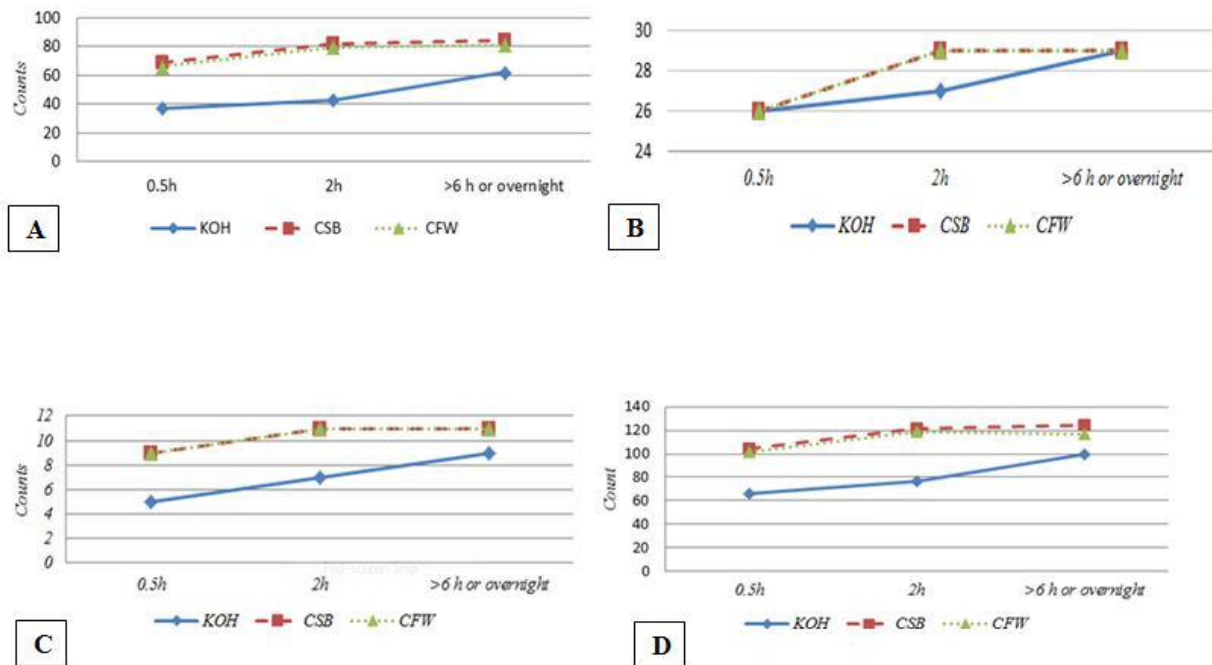 100
80
60
40
20
0
Counts
0.5h 2h >6 h or overnight
KOH CSB CFW
A
30
28
26
24
0.5h 2h >6 h or overnight
KOH CSB CFW
B
12
10
8
6
4
2
0
Counts
0.5h 2h >6 h or overnight
Full-screen Snip
KOH CSB CFW
C
140
120
100
80
60
40
20
0
Count
0.5h 2h >6 h or overnight
KOH CSB CFW
D